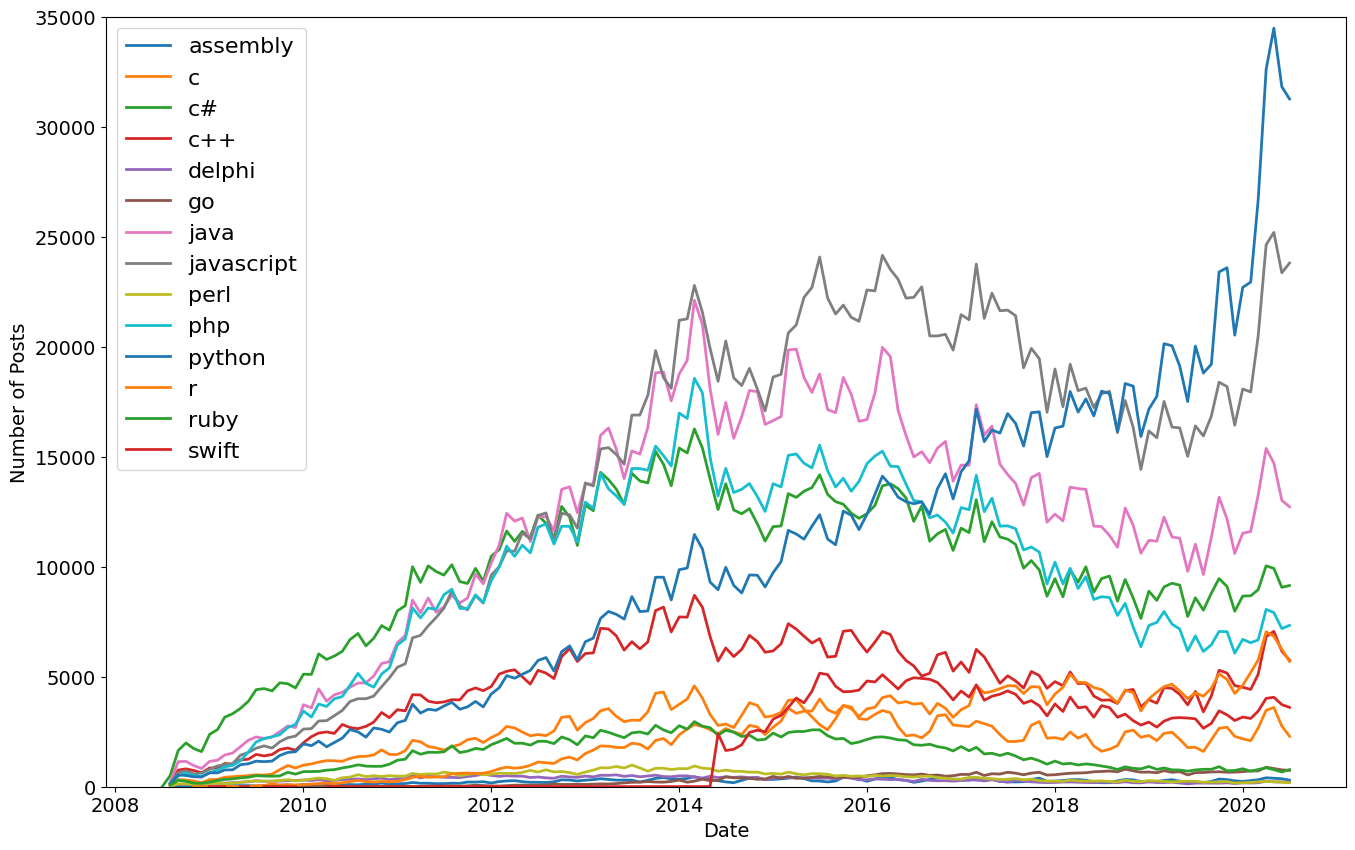 35000
30000
25000
20000
15000
10000
5000
0
Number of Posts
assembly
c
c#
c++
delphi
go
java
javascript
perl
php
python
r
ruby
swift
2008 2010 2012 2014 2016 2018 2020
Date